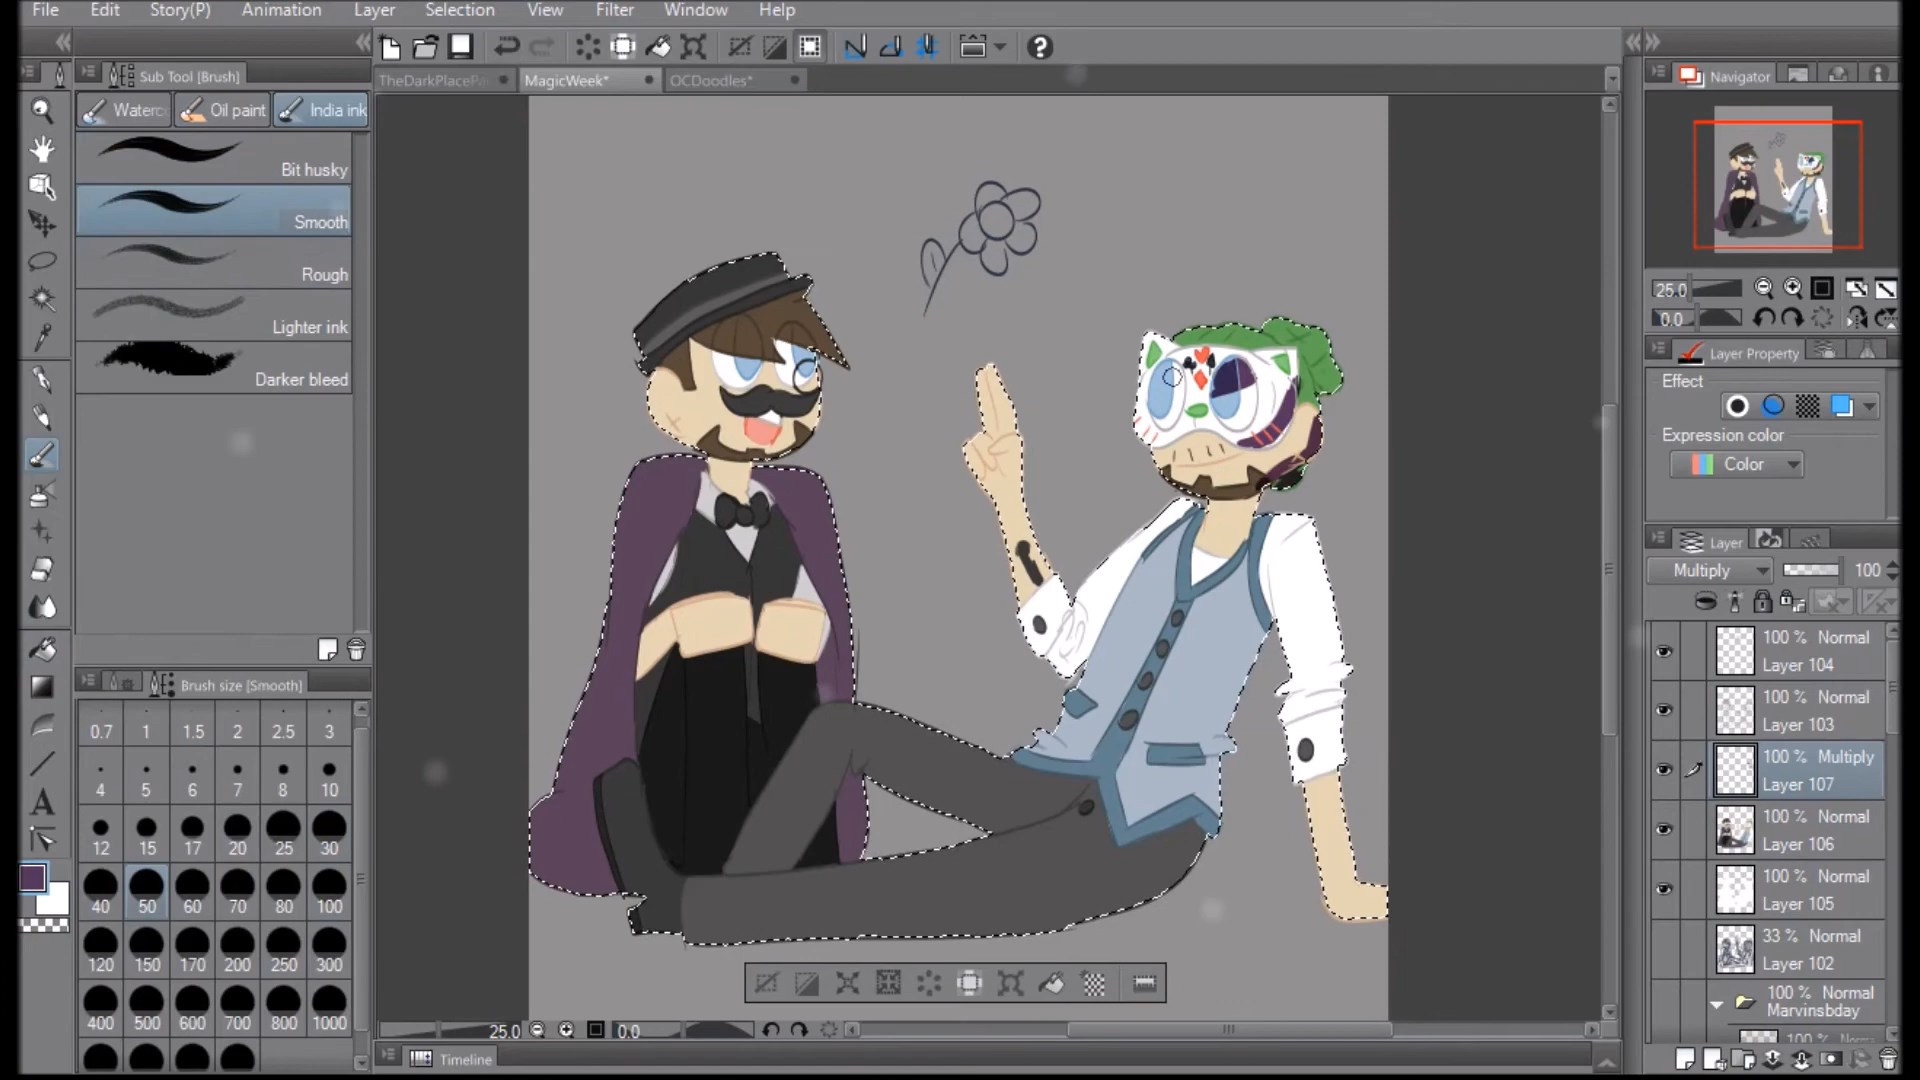 File Edit Story(P) Animation Layer Selection View Filter Window Help
Sub Tool [Brush]
Oil paint India ink
Bit husky
Smooth
Rough
Lighter ink
Darker bleed
MagicWeek* OCDoodles*
Brush size [Smooth]
0.7 1 1.5 2 2.5 3
4 5 6 7 8 10
12 15 17 20 25 30
40 50 60 70 80 100
120 150 170 200 250 300
400 500 600 700 800 1000
25.0 0.0
Timeline
Navigator
25.0
0.0
Layer Property
Effect
Expression color
Color
Layer
Multiply 100
100 % Normal
Layer 104
100 % Normal
Layer 103
100 % Multiply
Layer 107
100 % Normal
Layer 106
100 % Normal
Layer 105
33 % Normal
Layer 102
100 % Normal
Marvinsbday